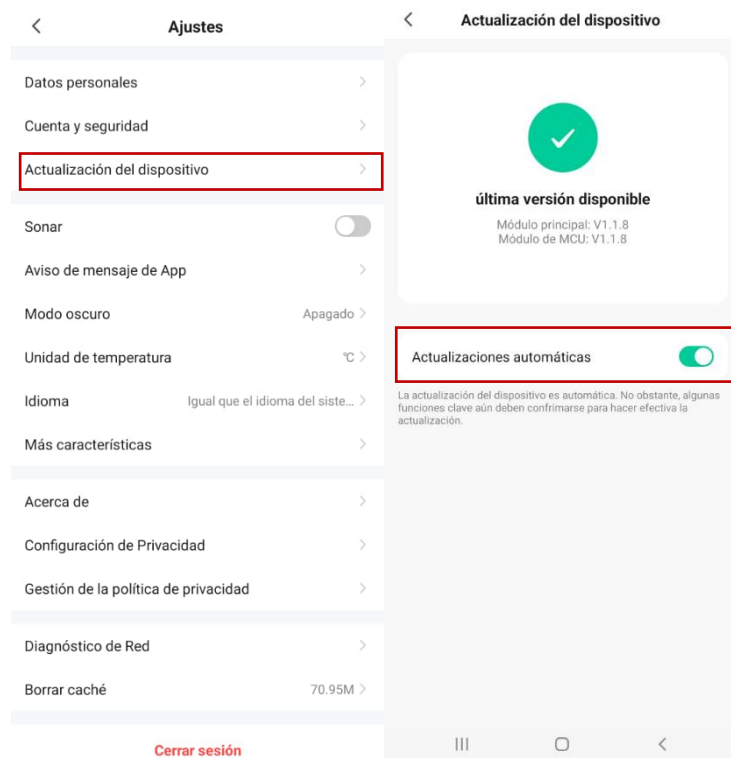 Ajustes
Datos personales
Cuenta y seguridad
Actualización del dispositivo
Sonar
Aviso de mensaje de App
Modo oscuro Apagado
Unidad de temperatura °C
Idioma Igual que el idioma del siste...
Más características
Acerca de
Configuración de Privacidad
Gestión de la política de privacidad
Diagnóstico de Red
Borrar caché 70.95M
Cerrar sesión
Actualización del dispositivo
última versión disponible
Módulo principal: V1.1.8
Módulo de MCU: V1.1.8
Actualizaciones automáticas
La actualización del dispositivo es automática. No obstante, algunas
funciones clave aún deben confrimarse para hacer efectiva la
actualización.